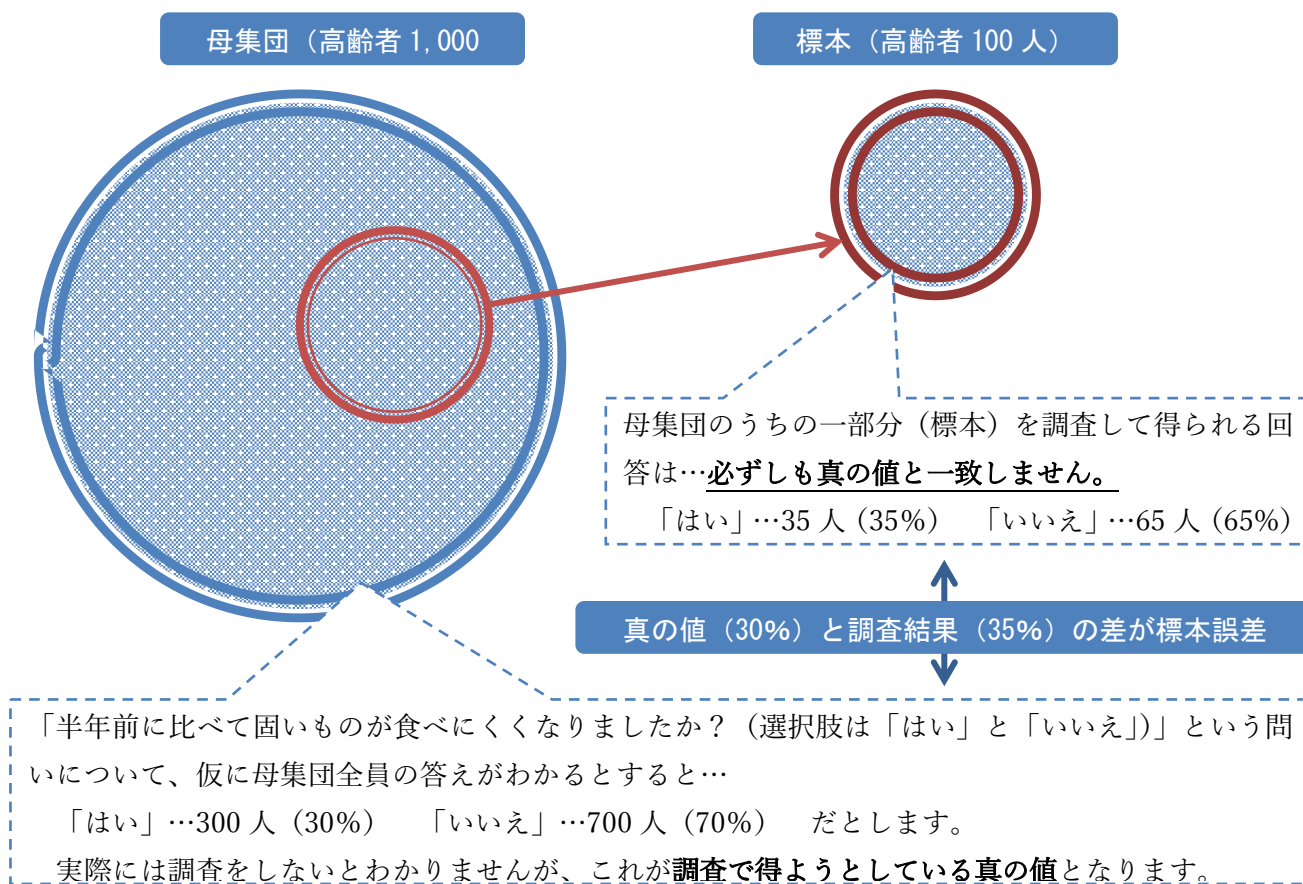 母集団（高齢者 1,000
標本（高齢者 100 人）
母集団のうちの一部分（標本）を調査して得られる回
答は…必ずしも真の値と一致しません。
「はい」…35 人（35%）　「いいえ」…65 人（65%）
真の値（30%）と調査結果（35%）の差が標本誤差
「半年前に比べて固いものが食べにくくなりましたか？（選択肢は「はい」と「いいえ」）」という問
いについて、仮に母集団全員の答えがわかるとすると…
「はい」…300 人（30%）　「いいえ」…700 人（70%）　だとします。
実際には調査をしないとわかりませんが、これが調査で得ようとしている真の値となります。